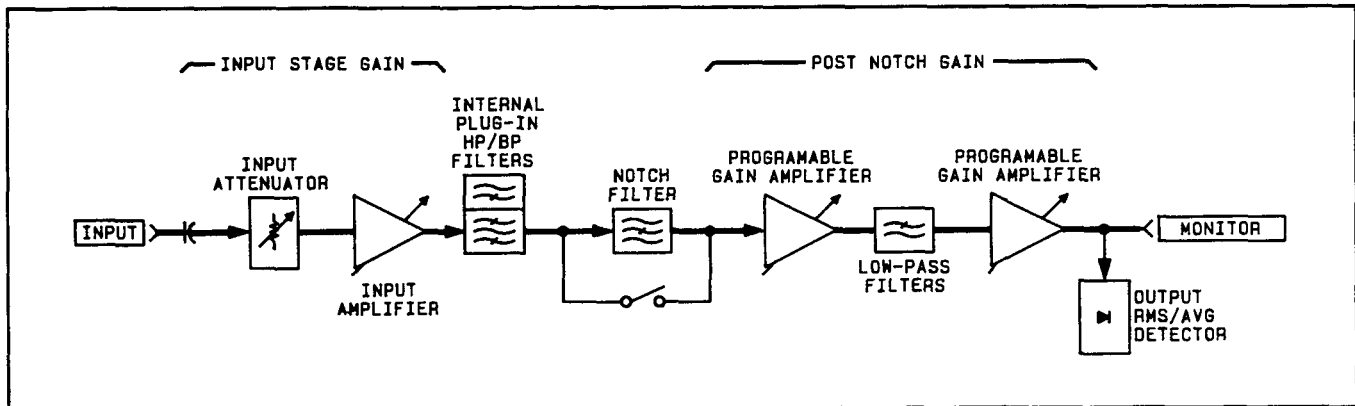 INPUT STAGE GAIN
POST NOTCH GAIN
INTERNAL
PLUG-IN
HP/BP
FILTERS
INPUT
ATTENUATOR
NOTCH
FILTER
PROGRAMABLE
GAIN AMPLIFIER
PROGRAMABLE
GAIN AMPLIFIER
INPUT
MONITOR
INPUT
AMPLIFIER
LOW-PASS
FILTERS
OUTPUT
RMS/AVG
DETECTOR